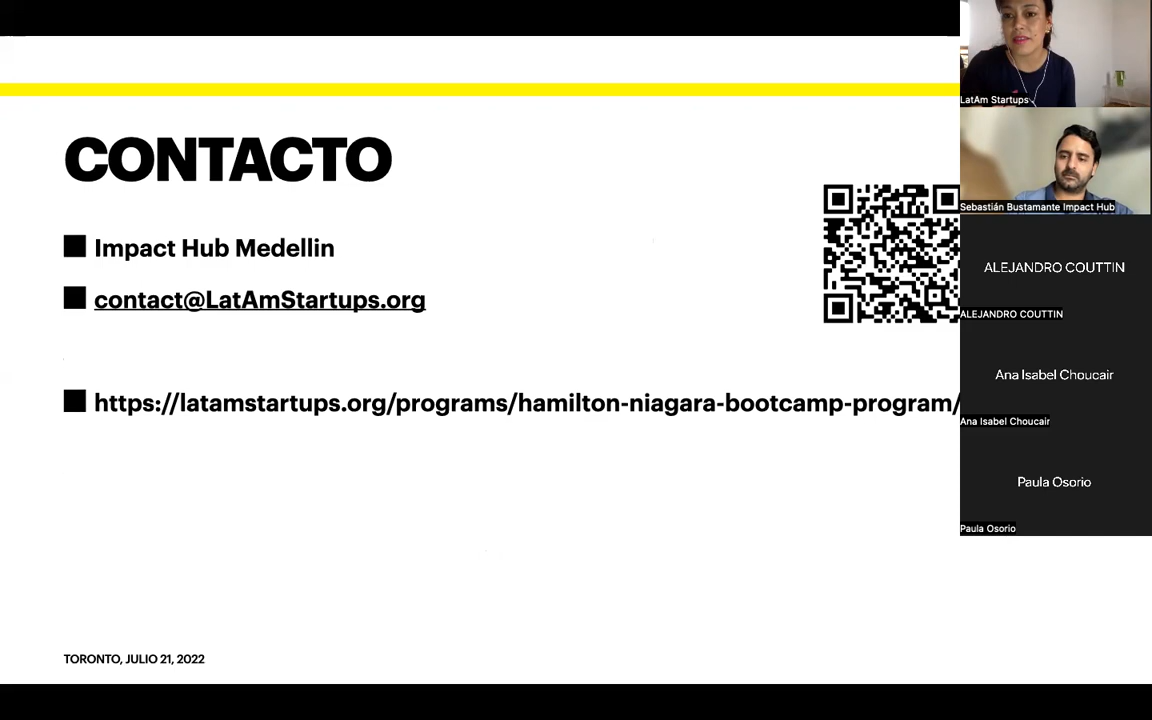 CONTACTO
Impact Hub Medellin
contact@LatAmStartups.org
https://latamstartups.org/programs/hamilton-niagara-bootcamp-program/
TORONTO, JULIO 21, 2022
LatAm Startups
Sebastián Bustamante Impact Hub
ALEJANDRO COUTTIN
ALEJANDRO COUTTIN
Ana Isabel Choucair
Ana Isabel Choucair
Paula Osorio
Paula Osorio